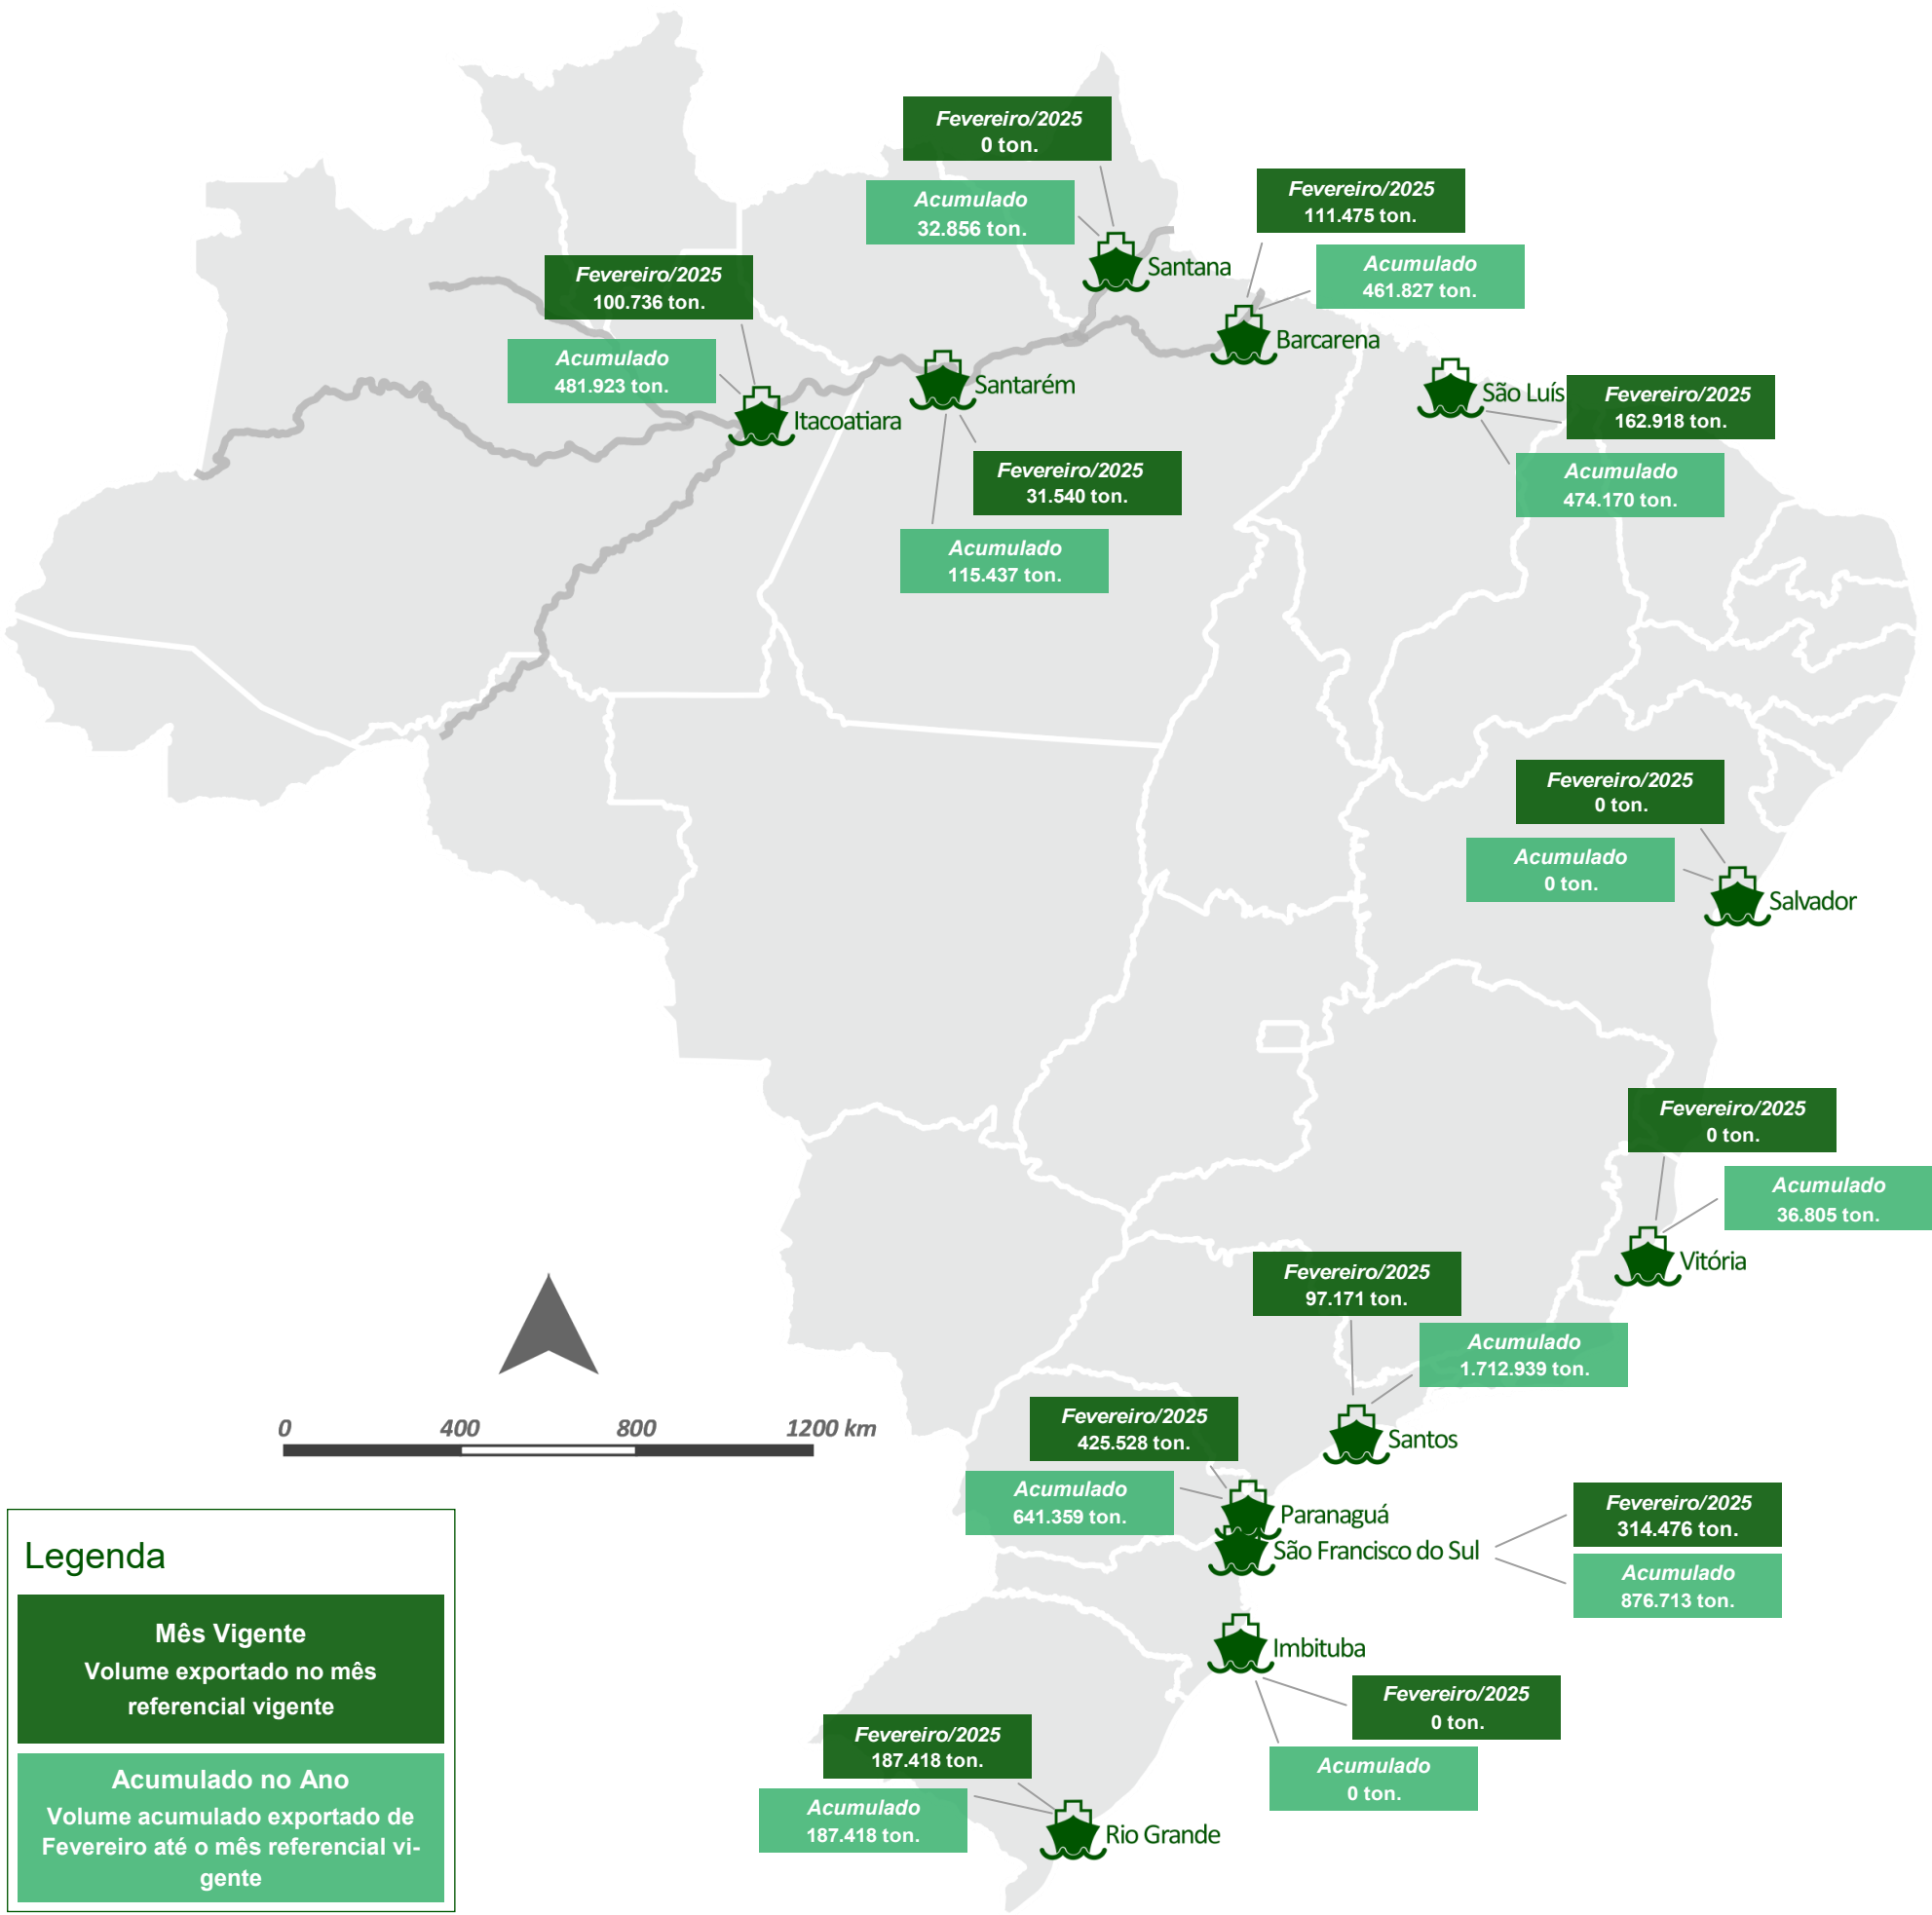 Fevereiro/2025
0 ton.
Acumulado
32.856 ton.
Santana
Fevereiro/2025
111.475 ton.
Acumulado
461.827 ton.
Barcarena
Fevereiro/2025
100.736 ton.
Acumulado
481.923 ton.
Itacoatiara
Santarém
Fevereiro/2025
31.540 ton.
Acumulado
115.437 ton.
São Luís
Fevereiro/2025
162.918 ton.
Acumulado
474.170 ton.
Fevereiro/2025
0 ton.
Acumulado
0 ton.
Salvador
Fevereiro/2025
0 ton.
Acumulado
36.805 ton.
Vitória
Fevereiro/2025
97.171 ton.
Acumulado
1.712.939 ton.
Santos
Fevereiro/2025
425.528 ton.
Acumulado
641.359 ton.
Paranaguá
São Francisco do Sul
Fevereiro/2025
314.476 ton.
Acumulado
876.713 ton.
Imbituba
Fevereiro/2025
0 ton.
Acumulado
0 ton.
Fevereiro/2025
187.418 ton.
Acumulado
187.418 ton.
Rio Grande
0 400 800 1200 km
Legenda
Mês Vigente
Volume exportado no mês
referencial vigente
Acumulado no Ano
Volume acumulado exportado de
Fevereiro até o mês referencial vi-
gente